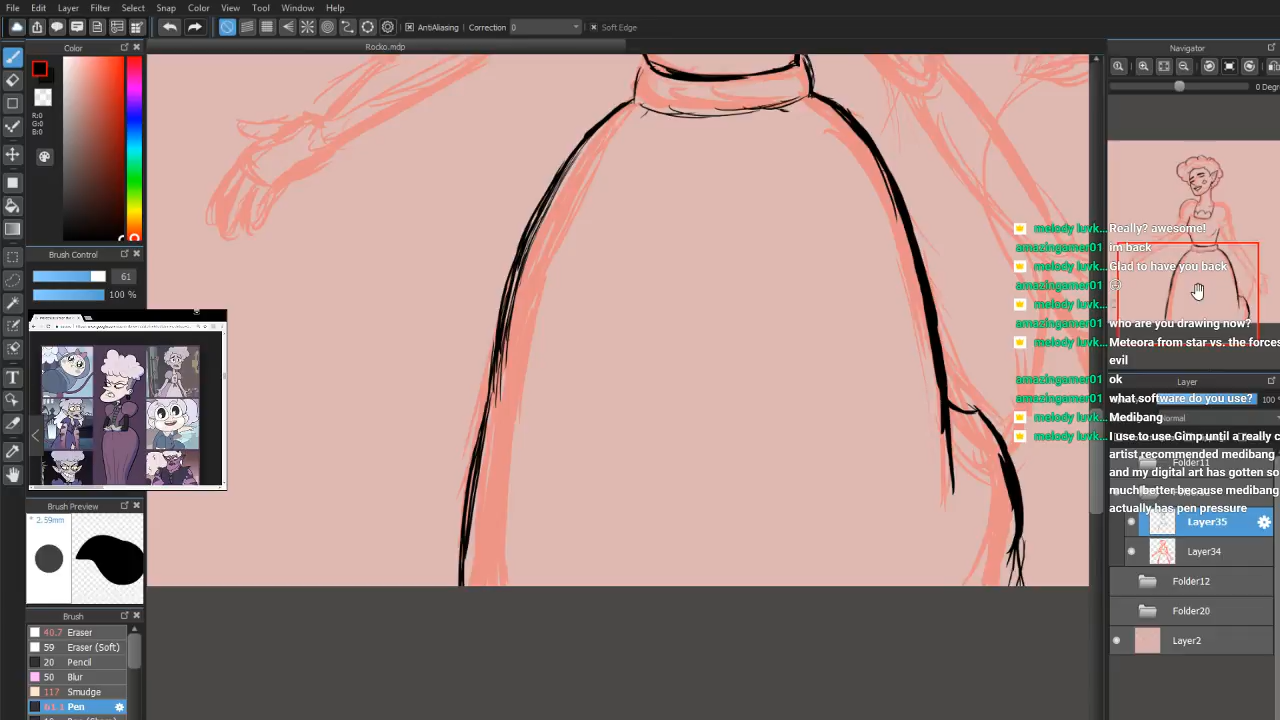 File Edit Layer Filter Select Snap Color View Tool Window Help
AntiAliasing Correction 0 Soft Edge
Rocko.mdp
Color
R:0
G:0
B:0
Brush Control
61
100 %
Brush Preview
* 2.59mm
Brush
40.7 Eraser
59 Eraser (Soft)
20 Pencil
50 Blur
117 Smudge
61.1 Pen
Navigator
0 Degre
melody luvk... Really? awesome!
amazingamer01 im back
melody luvk... Glad to have you back
amazingamer01
melody luvk...
amazingamer01 who are you drawing now?
melody luvk... Meteora from star vs. the forces
evil
amazingamer01 ok
amazingamer01 what software do you use?
melody luvk... Medibang
melody luvk... I use to use Gimp until a really c
artist recommended medibang
and my digital art has gotten so
much better because medibang
actually has pen pressure
Layer
100 %
Normal
Folder11
Layer35
Layer34
Folder12
Folder20
Layer2